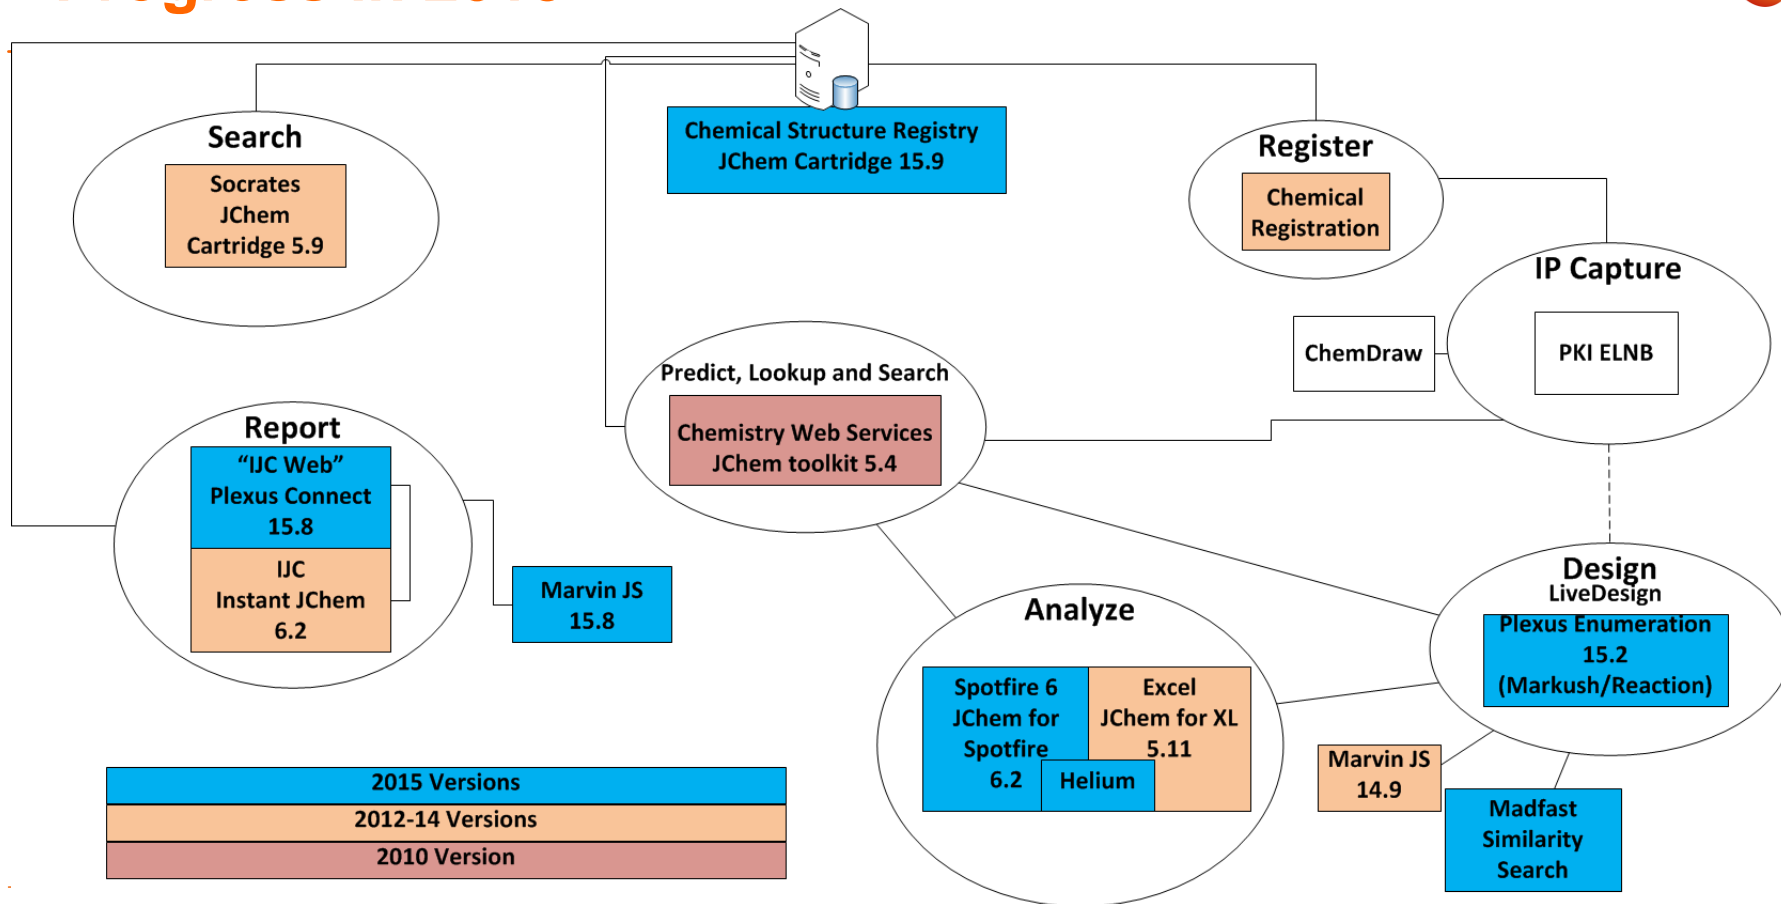 Search
Socrates
JChem
Cartridge 5.9
Chemical Structure Registry
JChem Cartridge 15.9
Register
Chemical
Registration
IP Capture
ChemDraw
PKI ELNB
Predict, Lookup and Search
Chemistry Web Services
JChem toolkit 5.4
Report
“IJC Web”
Plexus Connect
15.8
IJC
Instant JChem
6.2
Marvin JS
15.8
Analyze
Spotfire 6
JChem for
Spotfire
6.2
Excel
JChem for XL
5.11
Helium
Design
LiveDesign
Plexus Enumeration
15.2
(Markush/Reaction)
Marvin JS
14.9
Madfast
Similarity
Search
2015 Versions
2012-14 Versions
2010 Version